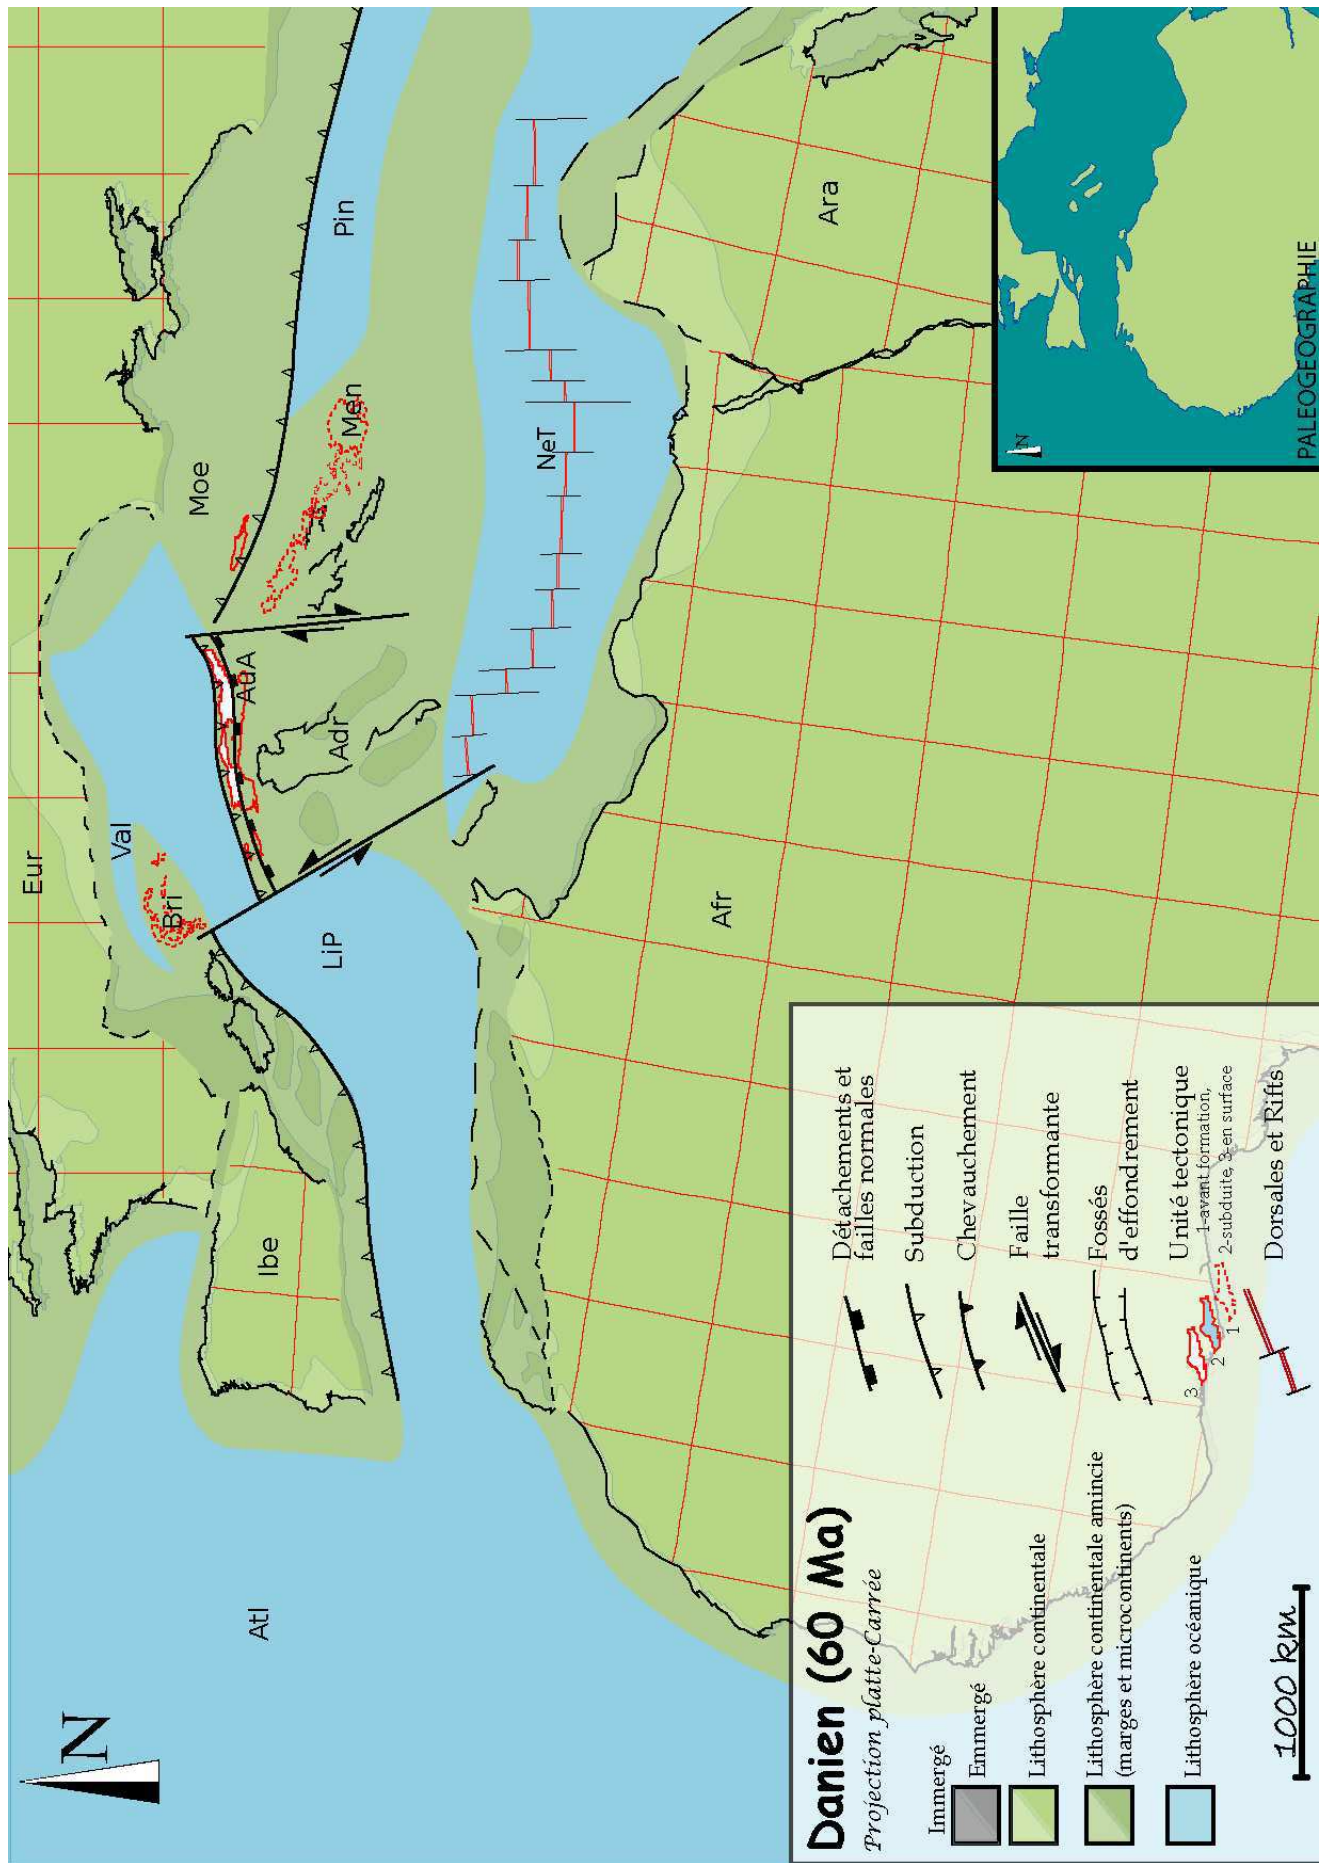 N
Eur
Val
Bri
Moe
Pin
Men
AuA
Adr
LiP
NeT
Ibe
Atl
Afr
Ara
Danien (60 Ma)
Projection platte-Carrée
Immergé
Emmergé
Lithosphère continentale
Lithosphère continentale amincie
(marges et microcontinents)
Lithosphère océanique
1000 km
Détachements et
failles normales
Subduction
Chevauchement
Faille
transformante
Fossés
d'effondrement
Unité tectonique
1-avant formation,
2-subduite, 3-en surface
3
2
1
Dorsales et Rifts
N
PALEOGEOGRAPHIE